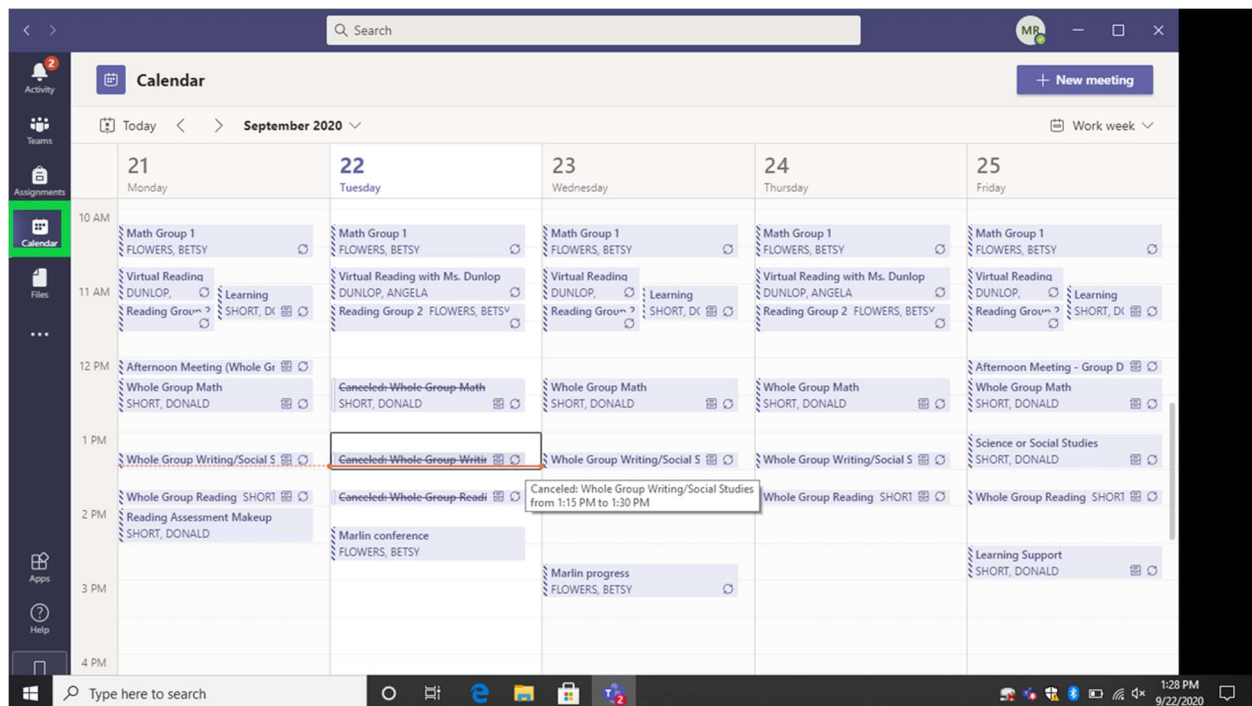 Search
MR
2
Activity
Calendar
+ New meeting
Teams
Today
September 2020
Work week
Assignments
21
Monday
22
Tuesday
23
Wednesday
24
Thursday
25
Friday
Calendar
Files
Apps
Help
10 AM
11 AM
12 PM
1 PM
2 PM
3 PM
4 PM
Math Group 1
FLOWERS, BETSY
Virtual Reading
DUNLOP,
Learning
SHORT, D(
Reading Group 2
Afternoon Meeting (Whole Gr
Whole Group Math
SHORT, DONALD
Whole Group Writing/Social S
Whole Group Reading SHORT
Reading Assessment Makeup
SHORT, DONALD
Math Group 1
FLOWERS, BETSY
Virtual Reading with Ms. Dunlop
DUNLOP, ANGELA
Reading Group 2 FLOWERS, BETSY
Canceled: Whole Group Math
SHORT, DONALD
Canceled: Whole Group Writin
Canceled: Whole Group Readi
Marlin conference
FLOWERS, BETSY
Math Group 1
FLOWERS, BETSY
Virtual Reading
DUNLOP,
Learning
SHORT, D(
Reading Group 2
Whole Group Math
SHORT, DONALD
Whole Group Writing/Social S
Canceled: Whole Group Writing/Social Studies
from 1:15 PM to 1:30 PM
Marlin progress
FLOWERS, BETSY
Math Group 1
FLOWERS, BETSY
Virtual Reading with Ms. Dunlop
DUNLOP, ANGELA
Reading Group 2 FLOWERS, BETSY
Whole Group Math
SHORT, DONALD
Whole Group Writing/Social S
Whole Group Reading SHORT
Math Group 1
FLOWERS, BETSY
Virtual Reading
DUNLOP,
Learning
SHORT, D(
Reading Group 2
Afternoon Meeting - Group D
Whole Group Math
SHORT, DONALD
Science or Social Studies
SHORT, DONALD
Whole Group Reading SHORT
Learning Support
SHORT, DONALD
Type here to search
2
1:28 PM
9/22/2020